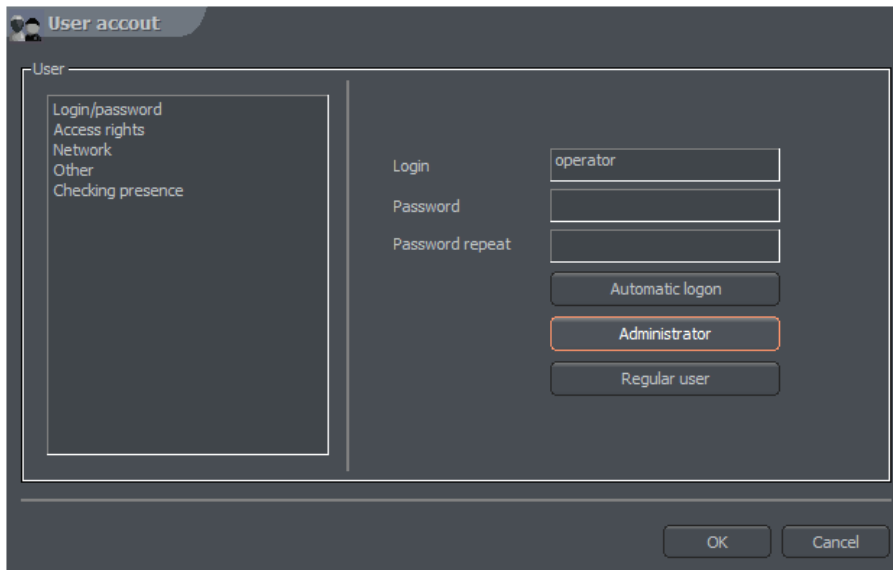 User accout
User
Login/password
Access rights
Network
Other
Checking presence
Login
operator
Password
Password repeat
Automatic logon
Administrator
Regular user
OK
Cancel